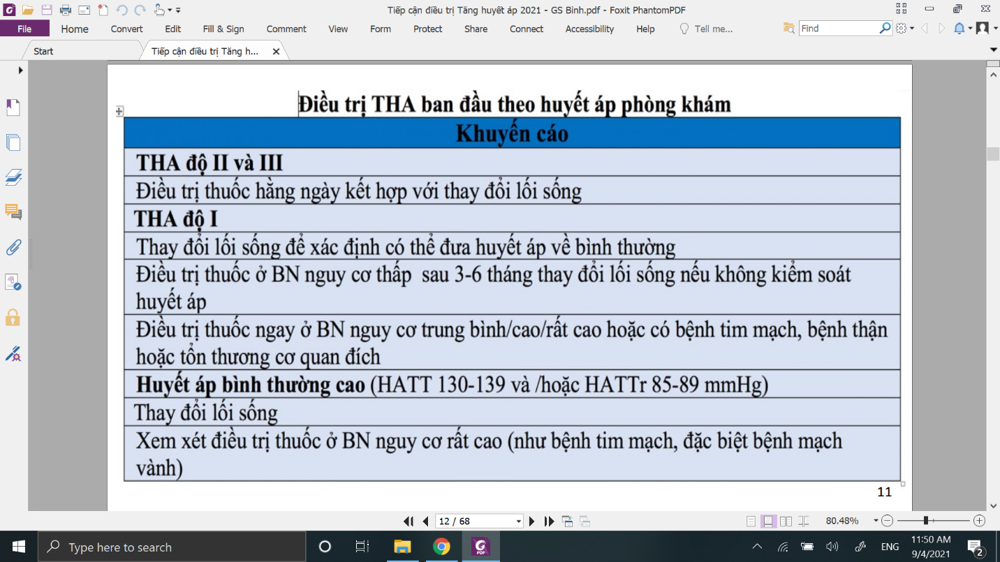 Tiếp cận điều trị Tăng huyết áp 2021 - GS Binh.pdf - Foxit PhantomPDF
File Home Convert Edit Fill & Sign Comment View Form Protect Share Connect Accessibility Help Tell me... Find
Start Tiếp cận điều trị Tăng h...
Điều trị THA ban đầu theo huyết áp phòng khám
Khuyến cáo
THA độ II và III
Điều trị thuốc hằng ngày kết hợp với thay đổi lối sống
THA độ I
Thay đổi lối sống để xác định có thể đưa huyết áp về bình thường
Điều trị thuốc ở BN nguy cơ thấp sau 3-6 tháng thay đổi lối sống nếu không kiểm soát
huyết áp
Điều trị thuốc ngay ở BN nguy cơ trung bình/cao/rất cao hoặc có bệnh tim mạch, bệnh thận
hoặc tổn thương cơ quan đích
Huyết áp bình thường cao (HATT 130-139 và /hoặc HATTr 85-89 mmHg)
Thay đổi lối sống
Xem xét điều trị thuốc ở BN nguy cơ rất cao (như bệnh tim mạch, đặc biệt bệnh mạch
vành)
11
12 / 68 80.48%
Type here to search PDF ENG 11:50 AM
9/4/2021 2